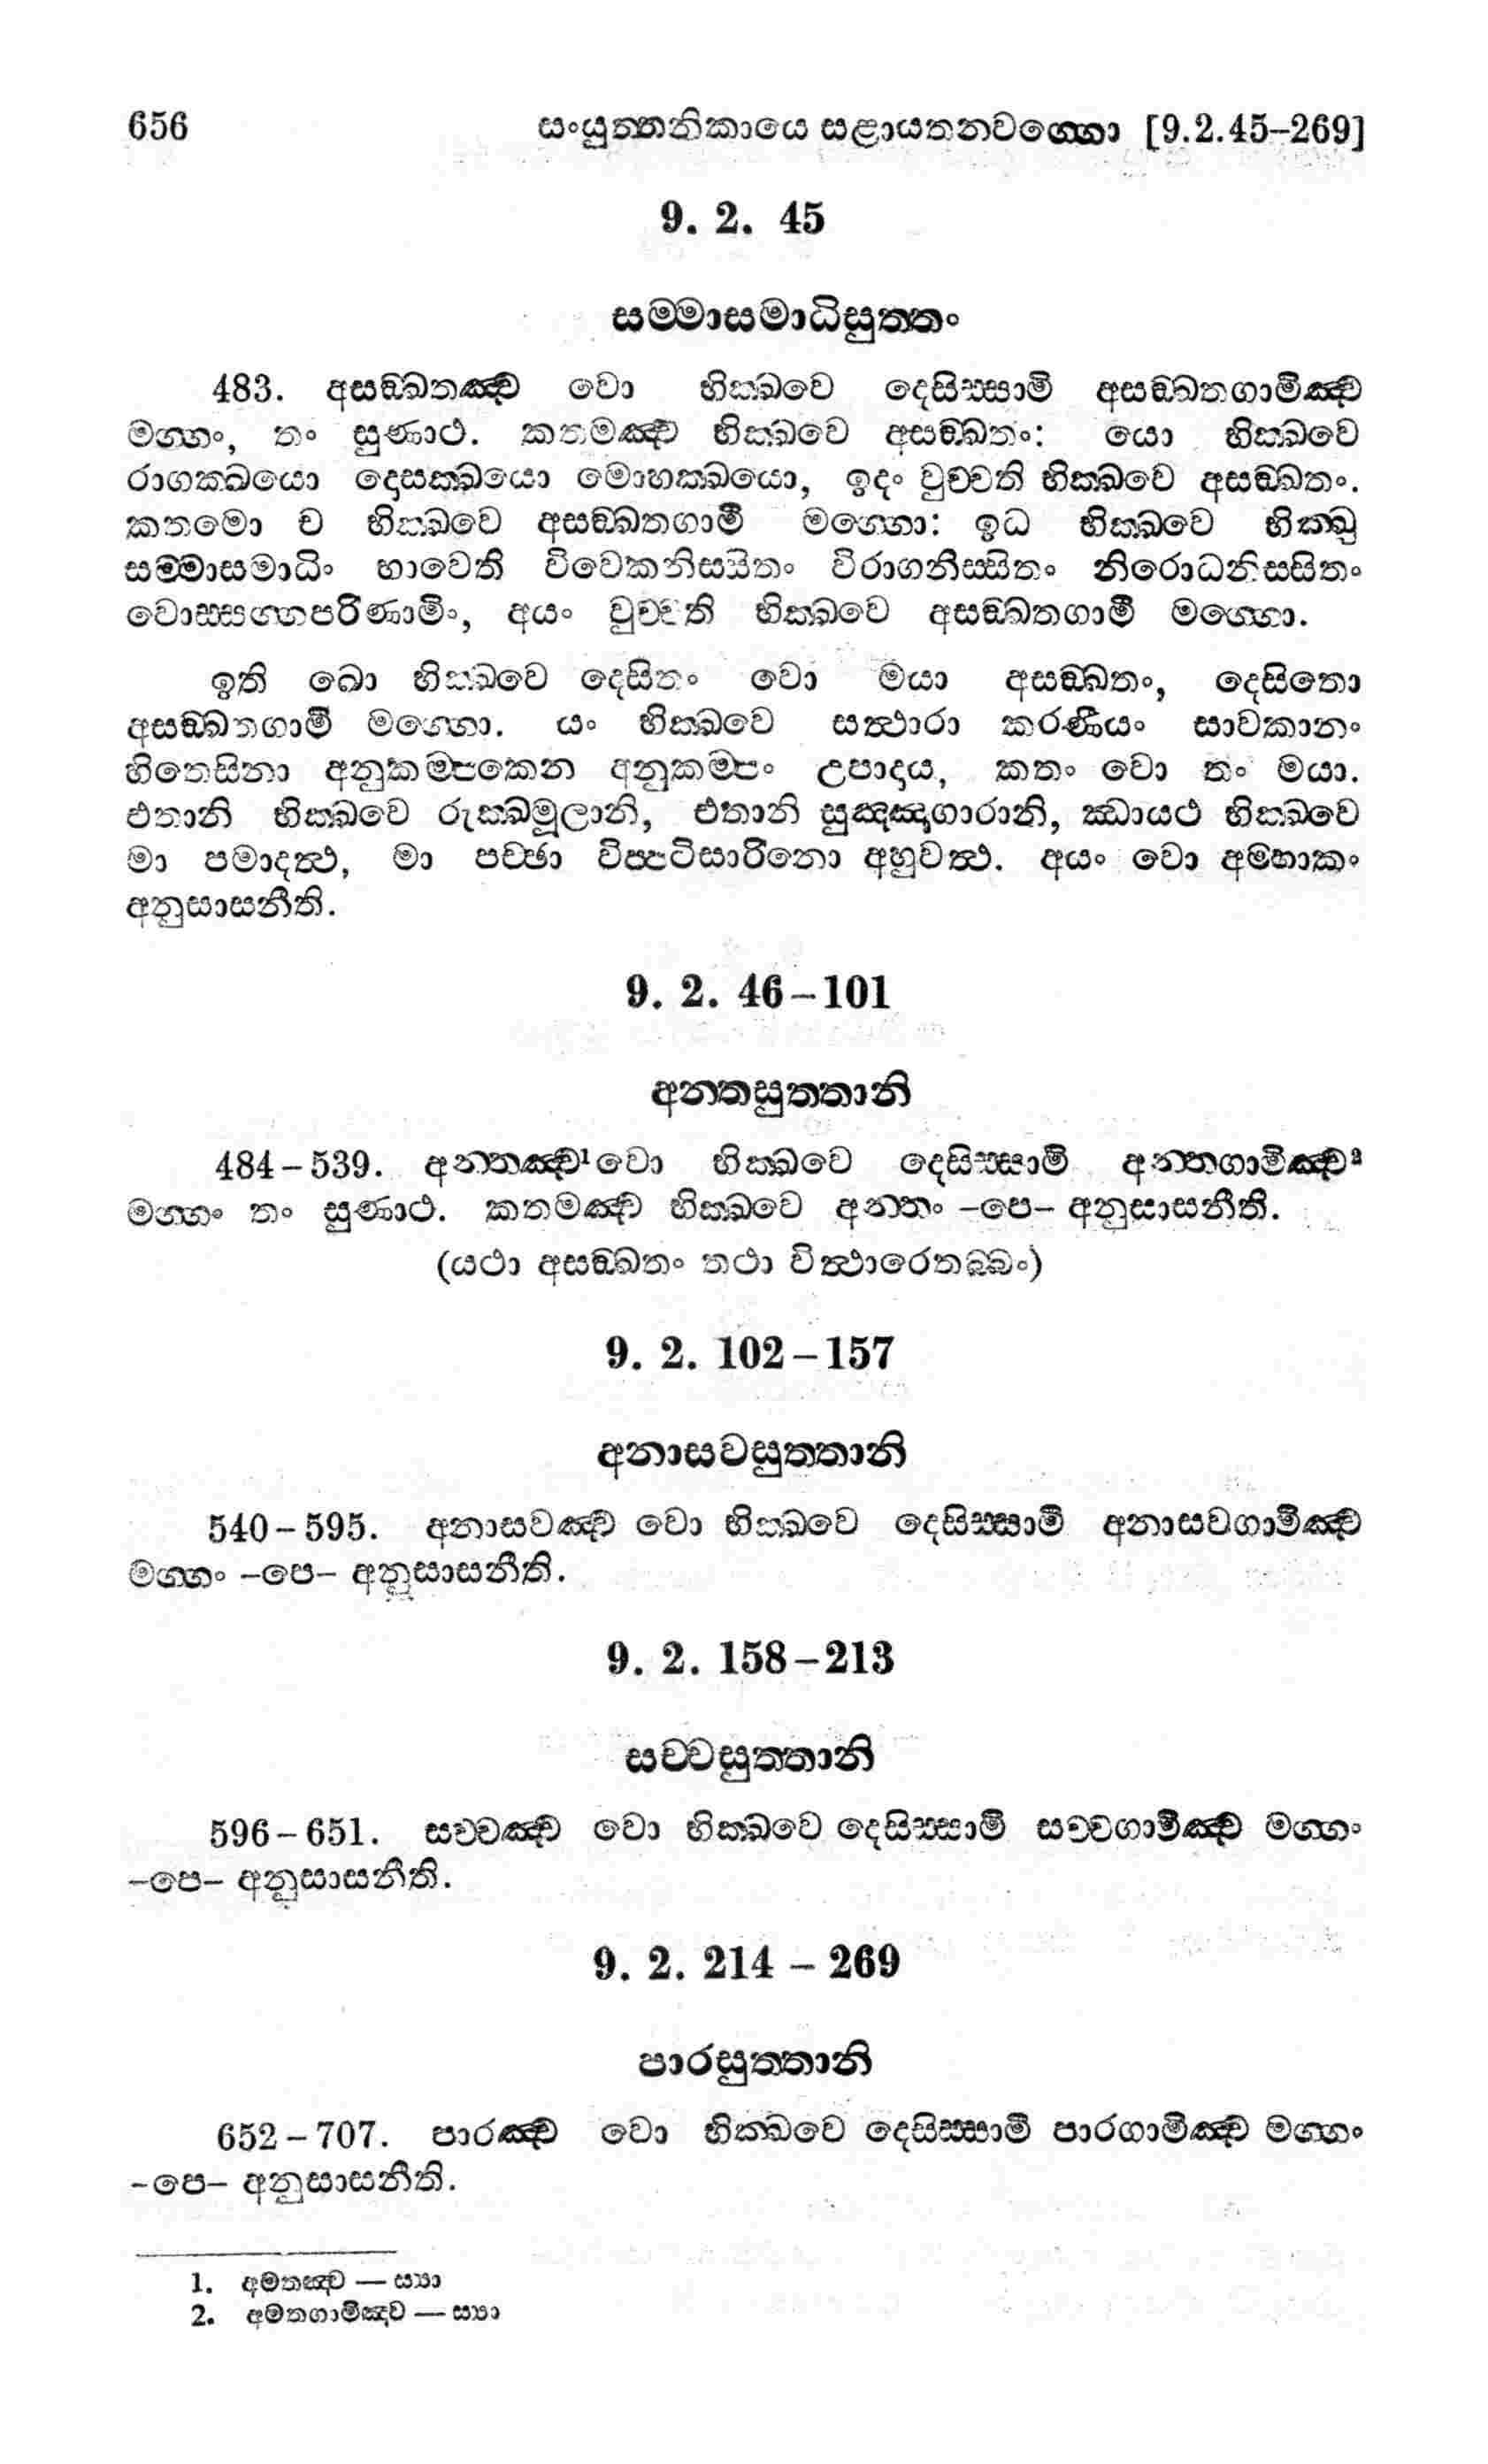 656 සංයුත්තනිකායෙ සළායතනවග්ගො [9.2.45–269]
9. 2. 45
සම්මාසමාධිසුත්තං
483. අසඞ්ඛතඤ්ච වො භික්ඛවෙ දෙසිස්සාමි අසඞ්ඛතගාමිඤ්ච
මග්ගං, තං සුණාථ. කතමඤ්ච භික්ඛවෙ අසඞ්ඛතං: යො භික්ඛවෙ
රාගක්ඛයො දොසක්ඛයො මොහක්ඛයො, ඉදං වුච්චති භික්ඛවෙ අසඞ්ඛතං.
කතමො ච භික්ඛවෙ අසඞ්ඛතගාමී මග්ගො: ඉධ භික්ඛවෙ භික්ඛු
සම්මාසමාධිං භාවෙති විවෙකනිස්සිතං විරාගනිස්සිතං නිරොධනිස්සිතං
වොස්සග්ගපරිණාමිං, අයං වුච්චති භික්ඛවෙ අසඞ්ඛතගාමී මග්ගො.
ඉති ඛො භික්ඛවෙ දෙසිතං වො මයා අසඞ්ඛතං, දෙසිතො
අසඞ්ඛතගාමී මග්ගො. යං භික්ඛවෙ සත්ථාරා කරණීයං සාවකානං
හිතෙසිනා අනුකම්පකෙන අනුකම්පං උපාදාය, කතං වො තං මයා.
එතානි භික්ඛවෙ රුක්ඛමූලානි, එතානි සුඤ්ඤාගාරානි, ඣායථ භික්ඛවෙ
මා පමාදත්ථ, මා පච්ඡා විප්පටිසාරිනො අහුවත්ථ. අයං වො අම්හාකං
අනුසාසනීති.
9. 2. 46–101
අන්තසුත්තානි
484–539. අන්තඤ්ච¹ වො භික්ඛවෙ දෙසිස්සාමි අන්තගාමිඤ්ච²
මග්ගං තං සුණාථ. කතමඤ්ච භික්ඛවෙ අන්තං –පෙ– අනුසාසනීති.
(යථා අසඞ්ඛතං තථා විත්ථාරෙතබ්බං)
9. 2. 102–157
අනාසවසුත්තානි
540–595. අනාසවඤ්ච වො භික්ඛවෙ දෙසිස්සාමි අනාසවගාමිඤ්ච
මග්ගං –පෙ– අනුසාසනීති.
9. 2. 158–213
සච්චසුත්තානි
596–651. සච්චඤ්ච වො භික්ඛවෙ දෙසිස්සාමි සච්චගාමිඤ්ච මග්ගං
–පෙ– අනුසාසනීති.
9. 2. 214 – 269
පාරසුත්තානි
652–707. පාරඤ්ච වො භික්ඛවෙ දෙසිස්සාමි පාරගාමිඤ්ච මග්ගං
–පෙ– අනුසාසනීති.
1. අමතඤ්ච — ස්‍යා
2. අමතගාමිඤ්ච — ස්‍යා